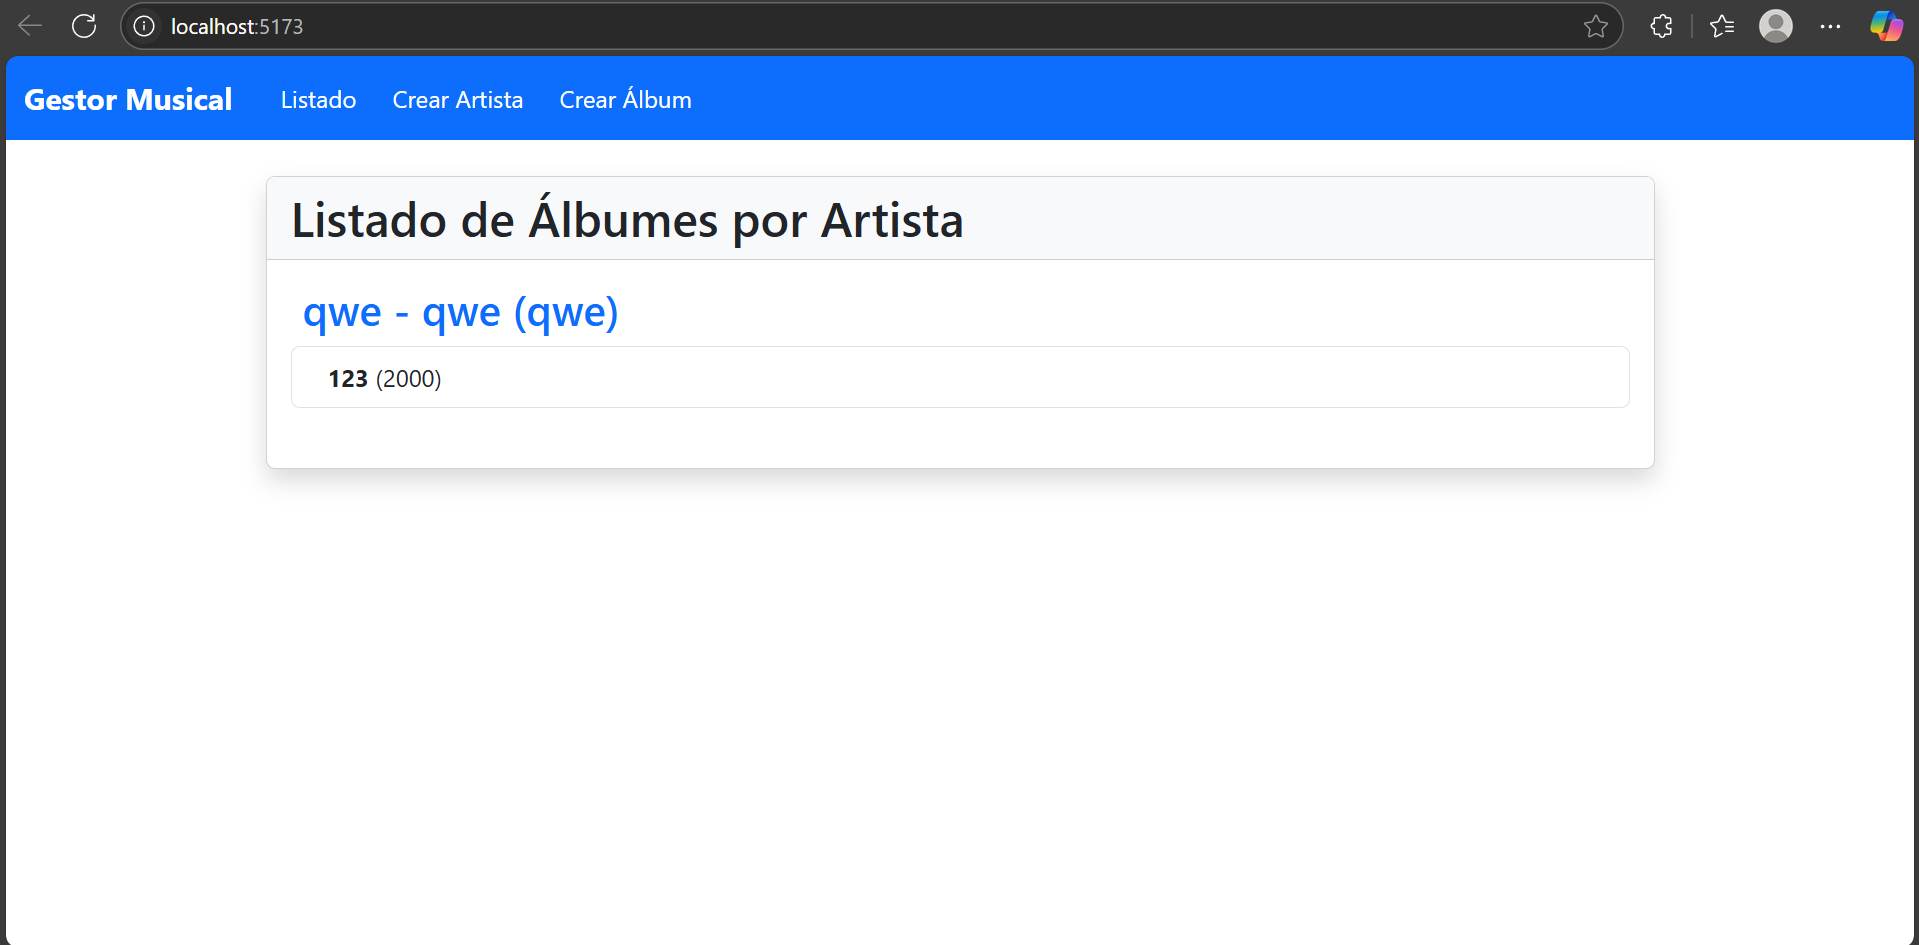 localhost:5173
Gestor Musical Listado Crear Artista Crear Álbum
Listado de Álbumes por Artista
qwe - qwe (qwe)
123 (2000)